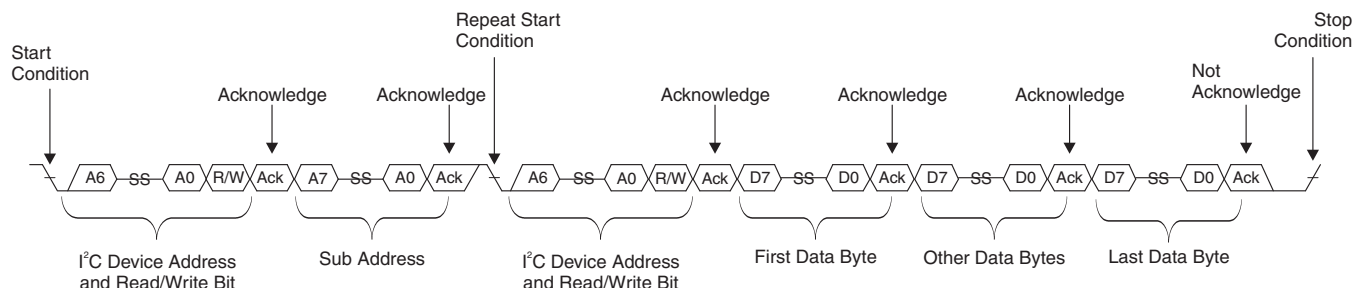 Start
Condition
Repeat Start
Condition
Stop
Condition
Acknowledge
Acknowledge
Acknowledge
Acknowledge
Acknowledge
Not
Acknowledge
A6 SS A0 R/W Ack A7 SS A0 Ack A6 SS A0 R/W Ack D7 SS D0 Ack D7 SS D0 Ack D7 SS D0 Ack
I²C Device Address
and Read/Write Bit
Sub Address
I²C Device Address
and Read/Write Bit
First Data Byte
Other Data Bytes
Last Data Byte